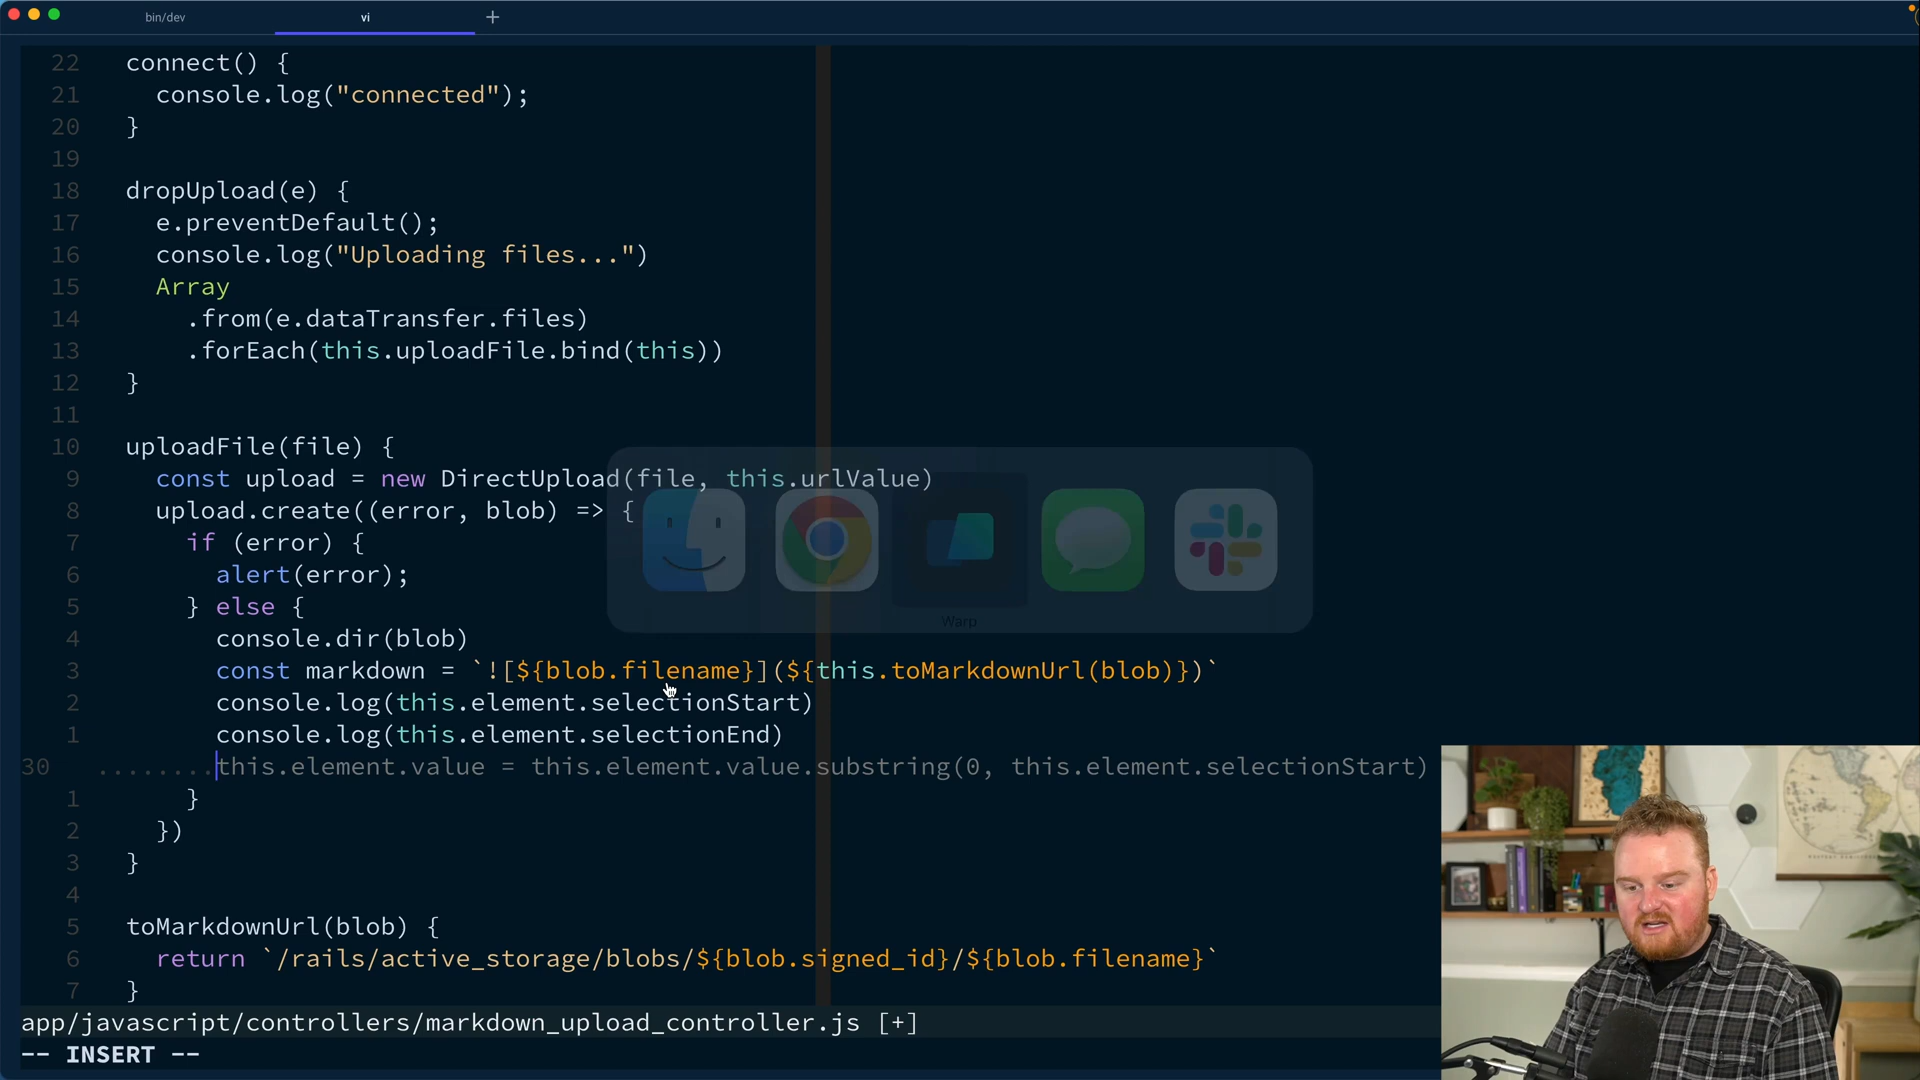 bin/dev
vi
+
22 connect() {
21 console.log("connected");
20 }
19
18 dropUpload(e) {
17 e.preventDefault();
16 console.log("Uploading files...")
15 Array
14 .from(e.dataTransfer.files)
13 .forEach(this.uploadFile.bind(this))
12 }
11
10 uploadFile(file) {
9 const upload = new DirectUpload(file, this.urlValue)
8 upload.create((error, blob) => {
7 if (error) {
6 alert(error);
5 } else {
4 console.dir(blob)
3 const markdown = `![${blob.filename}](${this.toMarkdownUrl(blob)})`
2 console.log(this.element.selectionStart)
1 console.log(this.element.selectionEnd)
30 ........this.element.value = this.element.value.substring(0, this.element.selectionStart)
1 }
2 })
3 }
4
5 toMarkdownUrl(blob) {
6 return `/rails/active_storage/blobs/${blob.signed_id}/${blob.filename}`
7 }
Warp
app/javascript/controllers/markdown_upload_controller.js [+]
-- INSERT --